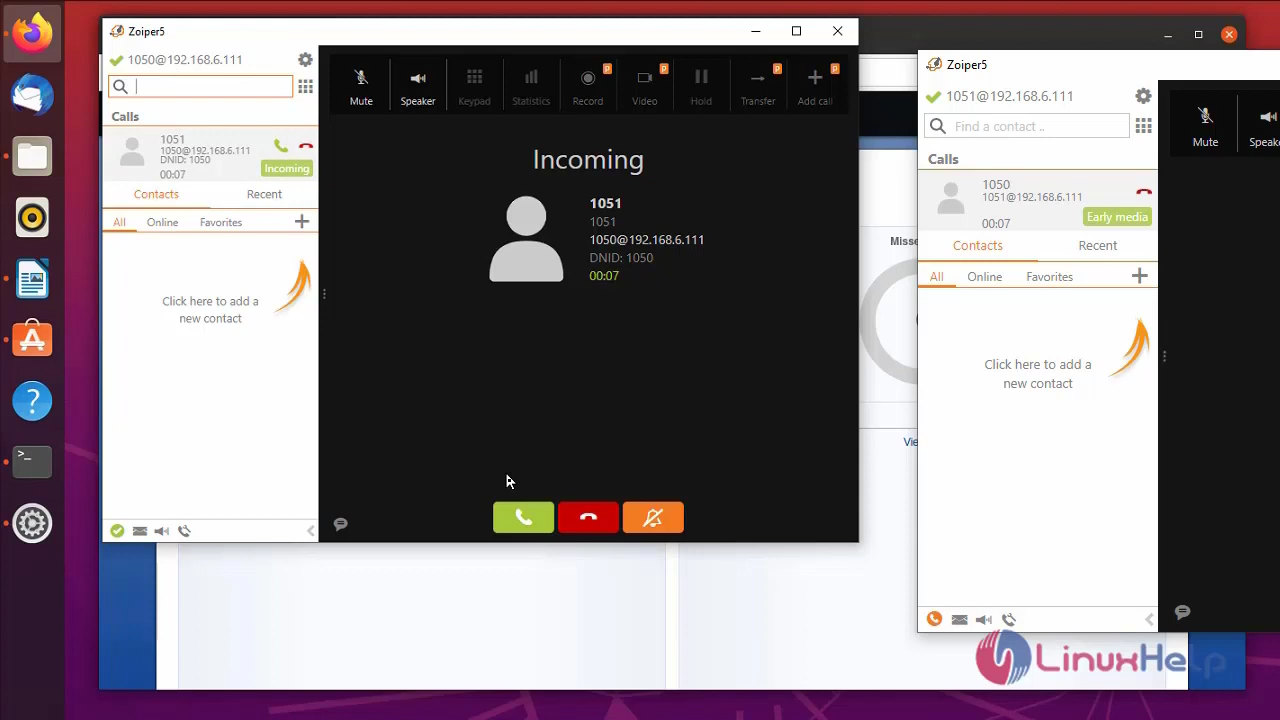 Zoiper5
1050@192.168.6.111
Calls
1051
1050@192.168.6.111
DNID: 1050
00:07
Incoming
Contacts
Recent
All
Online
Favorites
Click here to add a
new contact
Mute
Speaker
Keypad
Statistics
P
Record
P
Video
Hold
P
Transfer
P
Add call
Incoming
1051
1051
1050@192.168.6.111
DNID: 1050
00:07
Misse
Vie
Zoiper5
1051@192.168.6.111
Find a contact ..
Calls
1050
1051@192.168.6.111
00:07
Early media
Contacts
Recent
All
Online
Favorites
Click here to add a
new contact
Mute
Speake
LinuxHelp